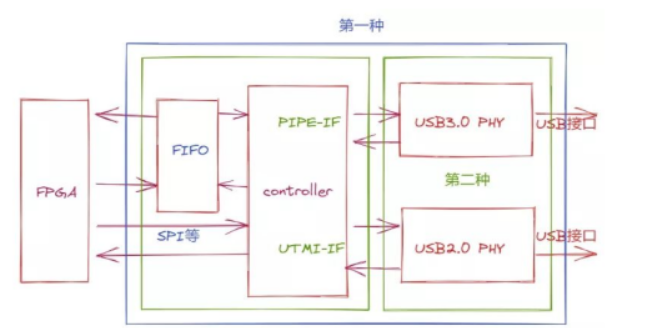 第一种
PIPE-IF
USB3.0 PHY
USB接口
FIFO
FPGA
controller
第二种
SPI等
UTMI-IF
USB2.0 PHY
USB接口